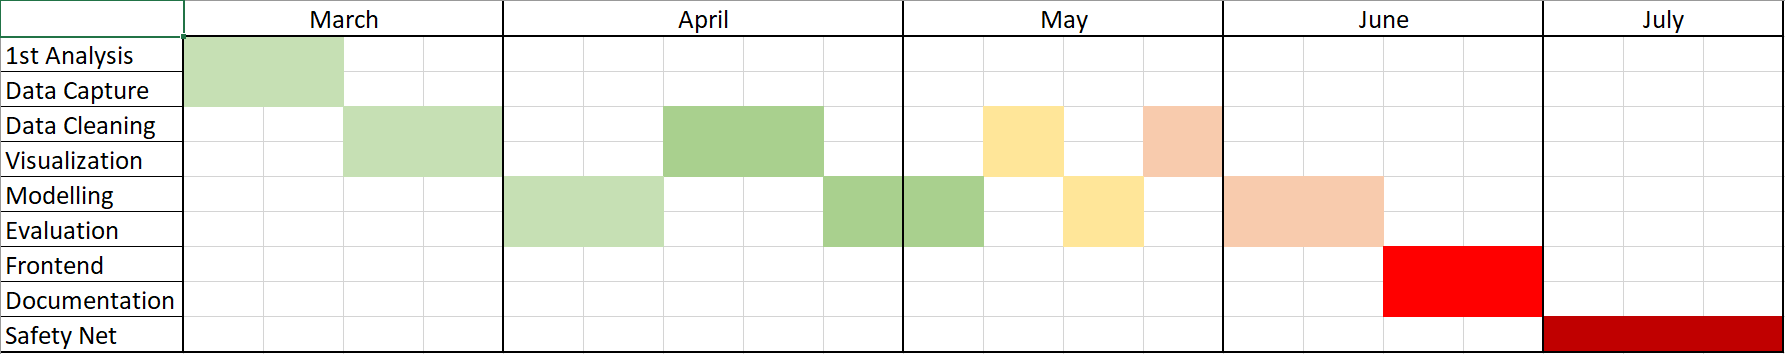 March April May June July
1st Analysis
Data Capture
Data Cleaning
Visualization
Modelling
Evaluation
Frontend
Documentation
Safety Net